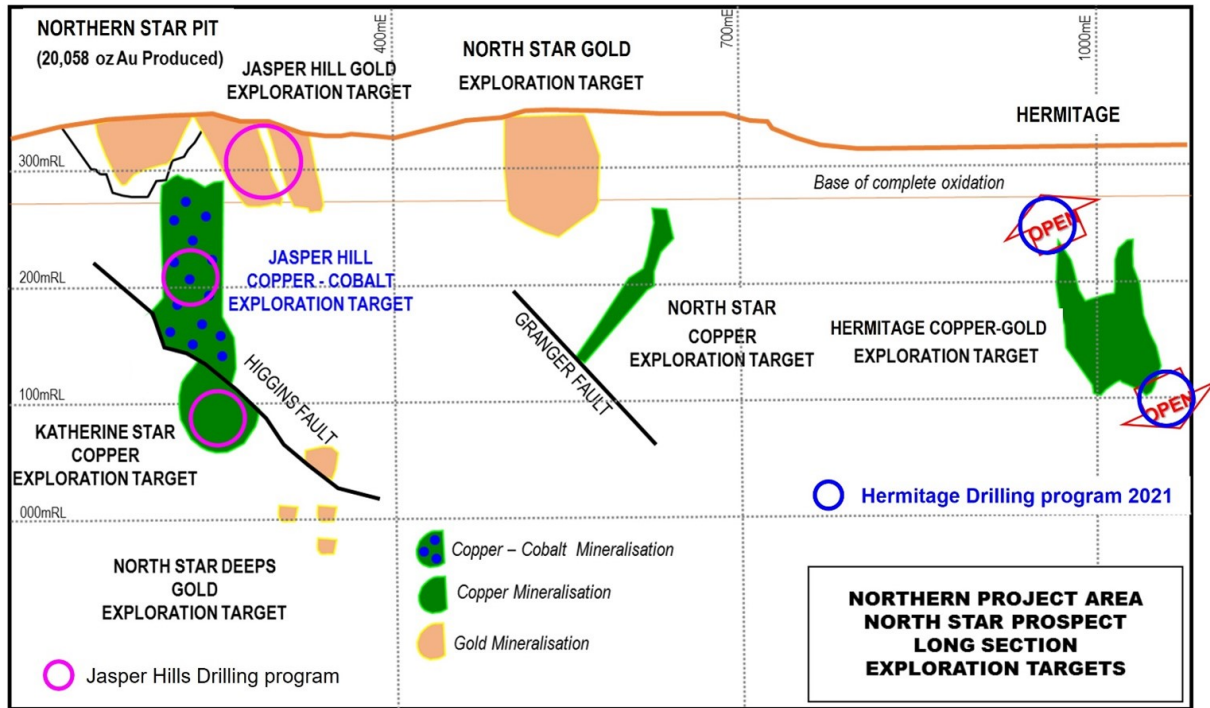 NORTHERN STAR PIT
(20,058 oz Au Produced)
JASPER HILL GOLD
EXPLORATION TARGET
400mE
NORTH STAR GOLD
EXPLORATION TARGET
700mE
1000mE
HERMITAGE
300mRL
Base of complete oxidation
OPEN
JASPER HILL
COPPER - COBALT
EXPLORATION TARGET
200mRL
GRANGER FAULT
NORTH STAR
COPPER
EXPLORATION TARGET
HERMITAGE COPPER-GOLD
EXPLORATION TARGET
OPEN
100mRL
HIGGINS FAULT
KATHERINE STAR
COPPER
EXPLORATION TARGET
Hermitage Drilling program 2021
000mRL
NORTH STAR DEEPS
GOLD
EXPLORATION TARGET
Copper – Cobalt Mineralisation
Copper Mineralisation
Gold Mineralisation
Jasper Hills Drilling program
NORTHERN PROJECT AREA
NORTH STAR PROSPECT
LONG SECTION
EXPLORATION TARGETS